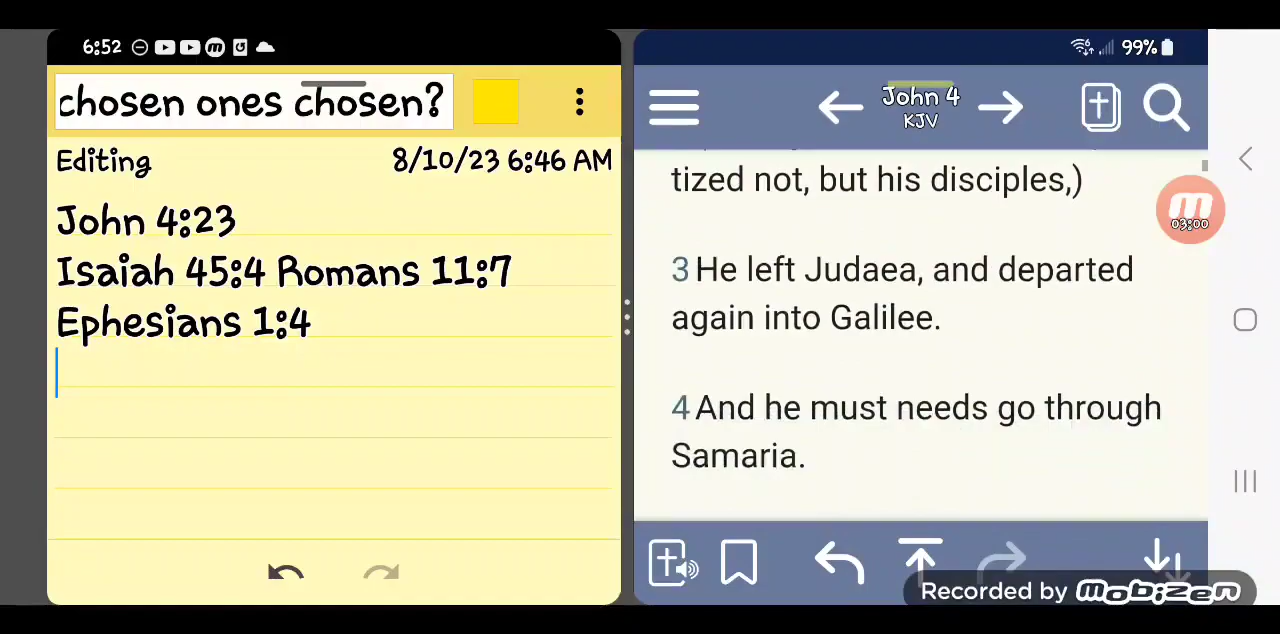 6:52
chosen ones chosen?
Editing 8/10/23 6:46 AM
John 4:23
Isaiah 45:4 Romans 11:7
Ephesians 1:4
99%
John 4
KJV
03:00
tized not, but his disciples,)
3 He left Judaea, and departed
again into Galilee.
4 And he must needs go through
Samaria.
Recorded by mobizen